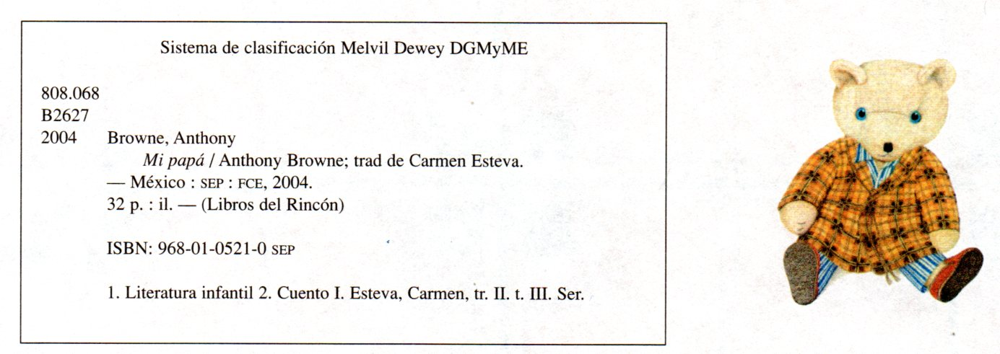 Sistema de clasificación Melvil Dewey DGMyME
808.068
B2627
2004 Browne, Anthony
Mi papá / Anthony Browne; trad de Carmen Esteva.
— México : SEP : FCE, 2004.
32 p. : il. — (Libros del Rincón)
ISBN: 968-01-0521-0 SEP
1. Literatura infantil 2. Cuento I. Esteva, Carmen, tr. II. t. III. Ser.